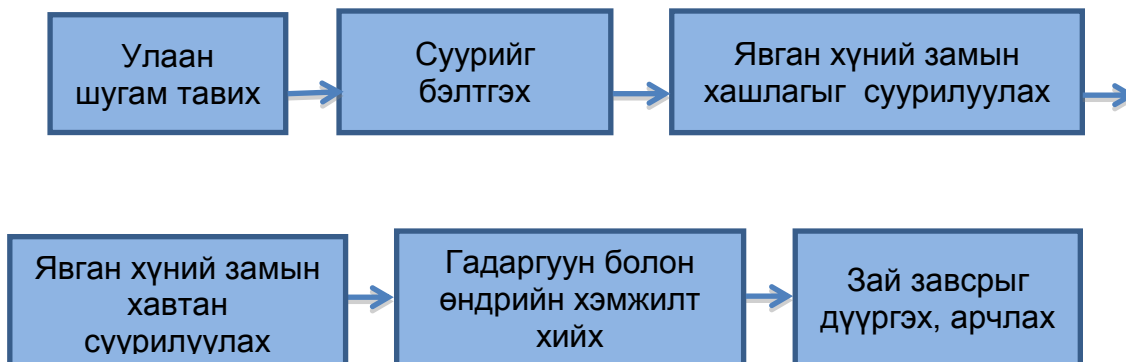 Улаан
шугам тавих
Суурийг
бэлтгэх
Явган хүний замын
хашлагыг суурилуулах
Явган хүний замын
хавтан
суурилуулах
Гадаргуун болон
өндрийн хэмжилт
хийх
Зай завсрыг
дүүргэх, арчлах